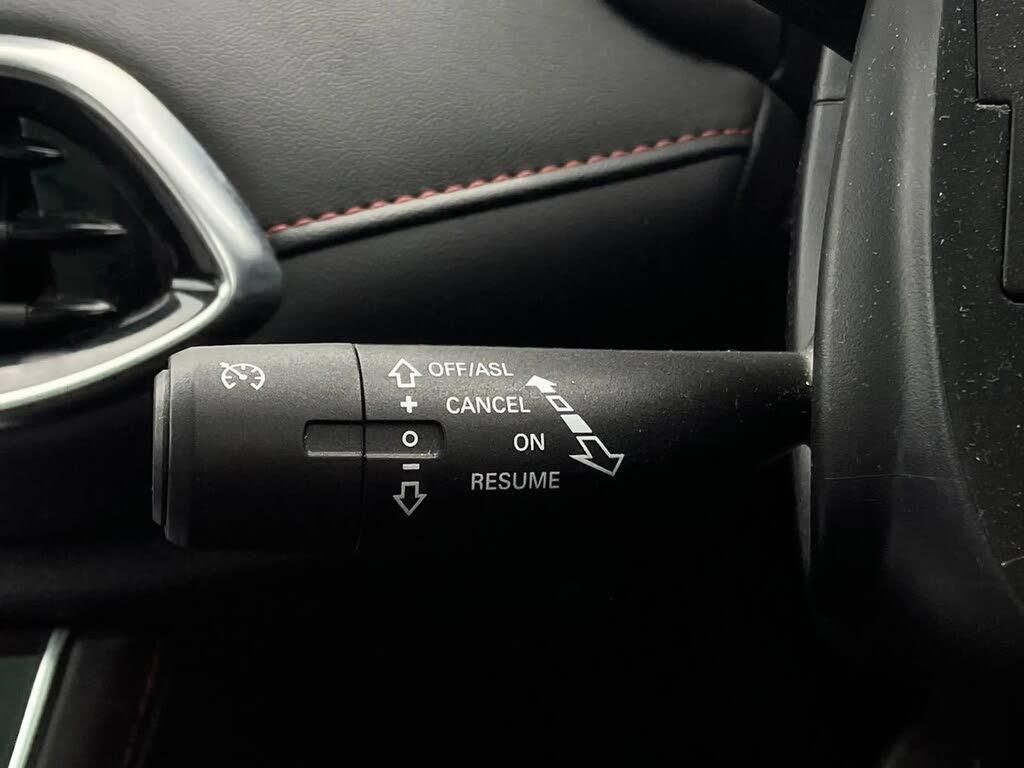 OFF/ASL
+ CANCEL
O ON
- RESUME